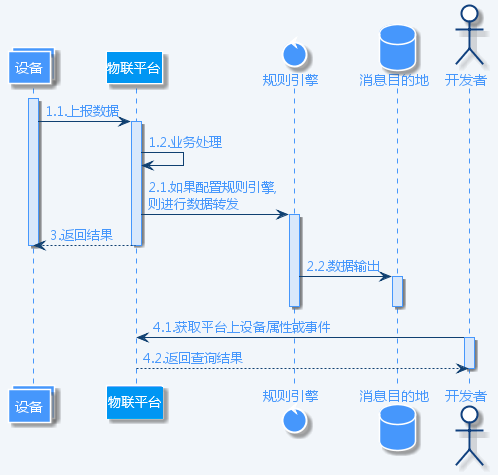 设备
物联平台
规则引擎
消息目的地
开发者
1.1.上报数据
1.2.业务处理
2.1.如果配置规则引擎,
则进行数据转发
3.返回结果
2.2.数据输出
4.1.获取平台上设备属性或事件
4.2.返回查询结果
设备
物联平台
规则引擎
消息目的地
开发者